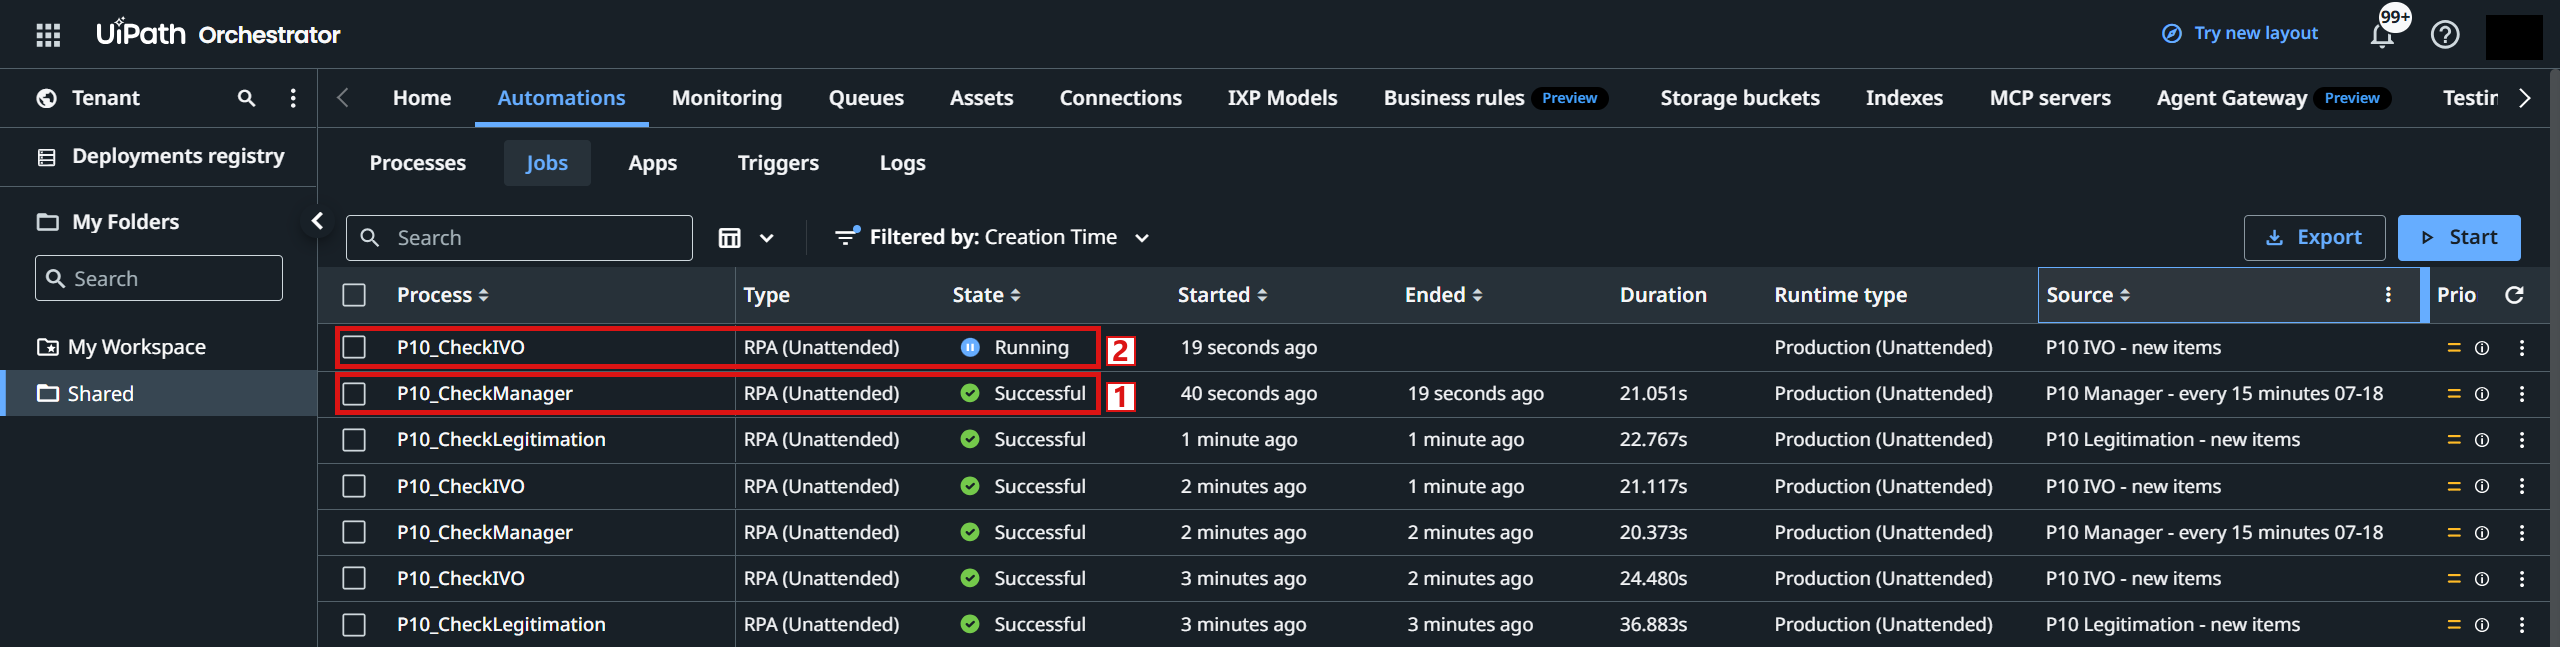 UiPath Orchestrator
Try new layout
99+
Tenant
Home Automations Monitoring Queues Assets Connections IXP Models Business rules Preview Storage buckets Indexes MCP servers Agent Gateway Preview Testin
Deployments registry
Processes Jobs Apps Triggers Logs
My Folders
Search
My Workspace
Shared
Search
Filtered by: Creation Time
Export
Start
Process Type State Started Ended Duration Runtime type Source Prio
P10_CheckIVO RPA (Unattended) Running 2 19 seconds ago Production (Unattended) P10 IVO - new items
P10_CheckManager RPA (Unattended) Successful 1 40 seconds ago 19 seconds ago 21.051s Production (Unattended) P10 Manager - every 15 minutes 07-18
P10_CheckLegitimation RPA (Unattended) Successful 1 minute ago 1 minute ago 22.767s Production (Unattended) P10 Legitimation - new items
P10_CheckIVO RPA (Unattended) Successful 2 minutes ago 1 minute ago 21.117s Production (Unattended) P10 IVO - new items
P10_CheckManager RPA (Unattended) Successful 2 minutes ago 2 minutes ago 20.373s Production (Unattended) P10 Manager - every 15 minutes 07-18
P10_CheckIVO RPA (Unattended) Successful 3 minutes ago 2 minutes ago 24.480s Production (Unattended) P10 IVO - new items
P10_CheckLegitimation RPA (Unattended) Successful 3 minutes ago 3 minutes ago 36.883s Production (Unattended) P10 Legitimation - new items